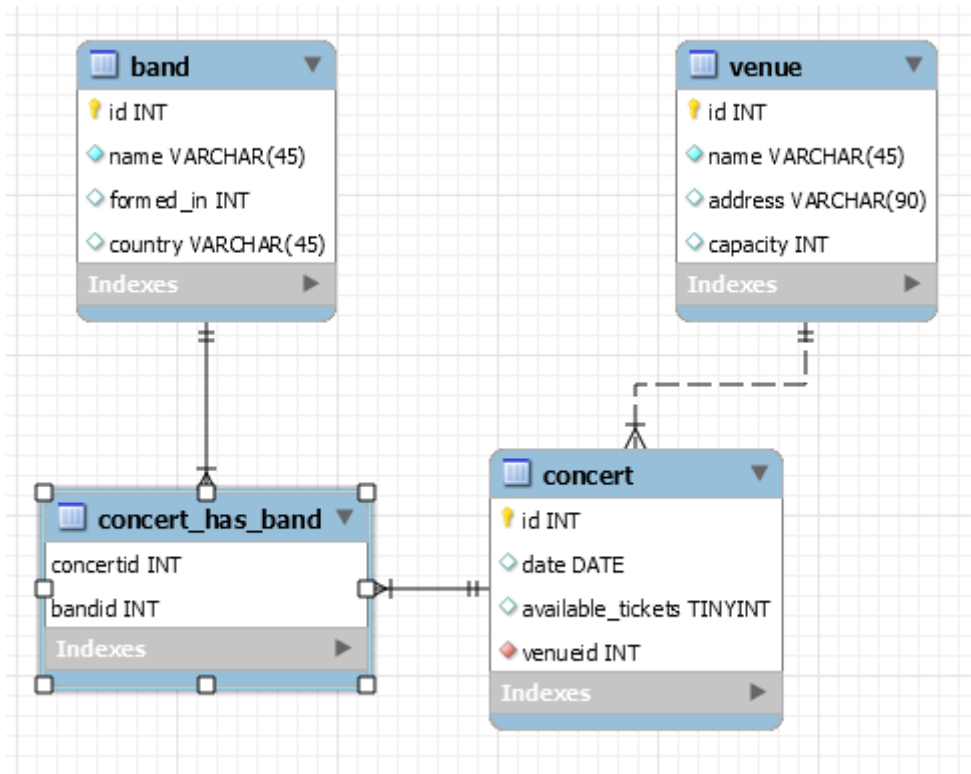 band
id INT
name VARCHAR(45)
formed_in INT
country VARCHAR(45)
Indexes
venue
id INT
name VARCHAR(45)
address VARCHAR(90)
capacity INT
Indexes
concert_has_band
concertid INT
bandid INT
Indexes
concert
id INT
date DATE
available_tickets TINYINT
venueid INT
Indexes